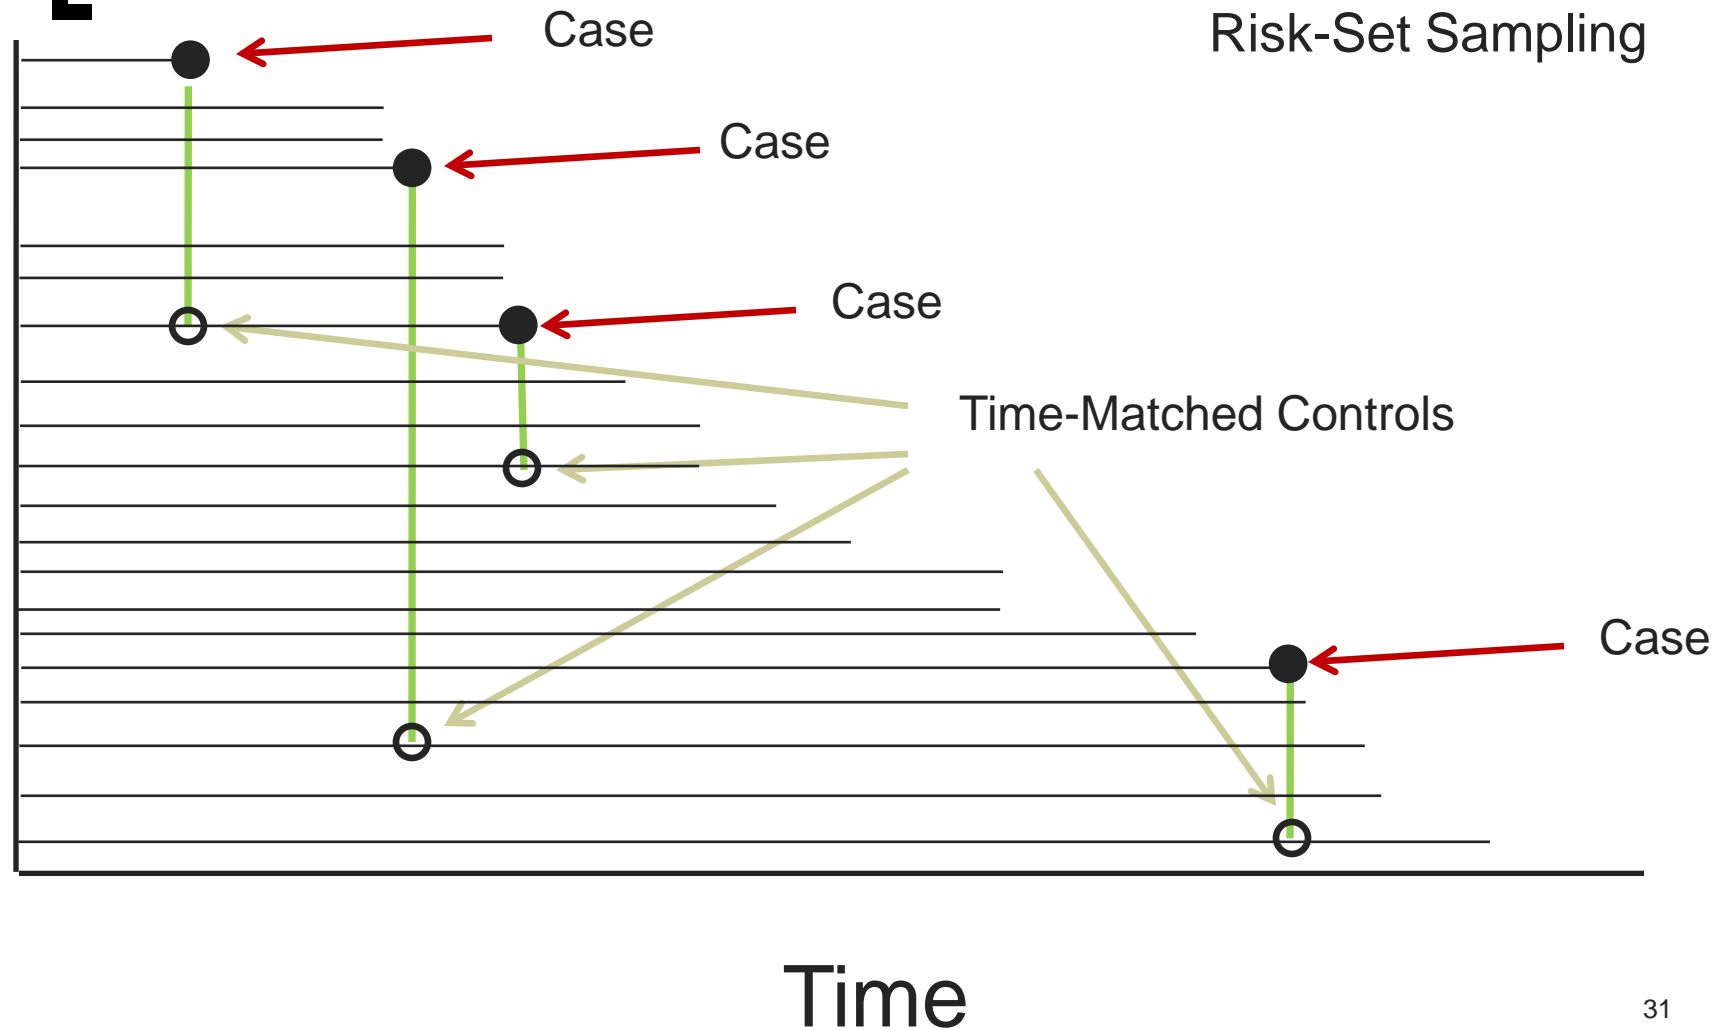 Risk-Set Sampling
Case
Case
Case
Time-Matched Controls
Case
Time
31